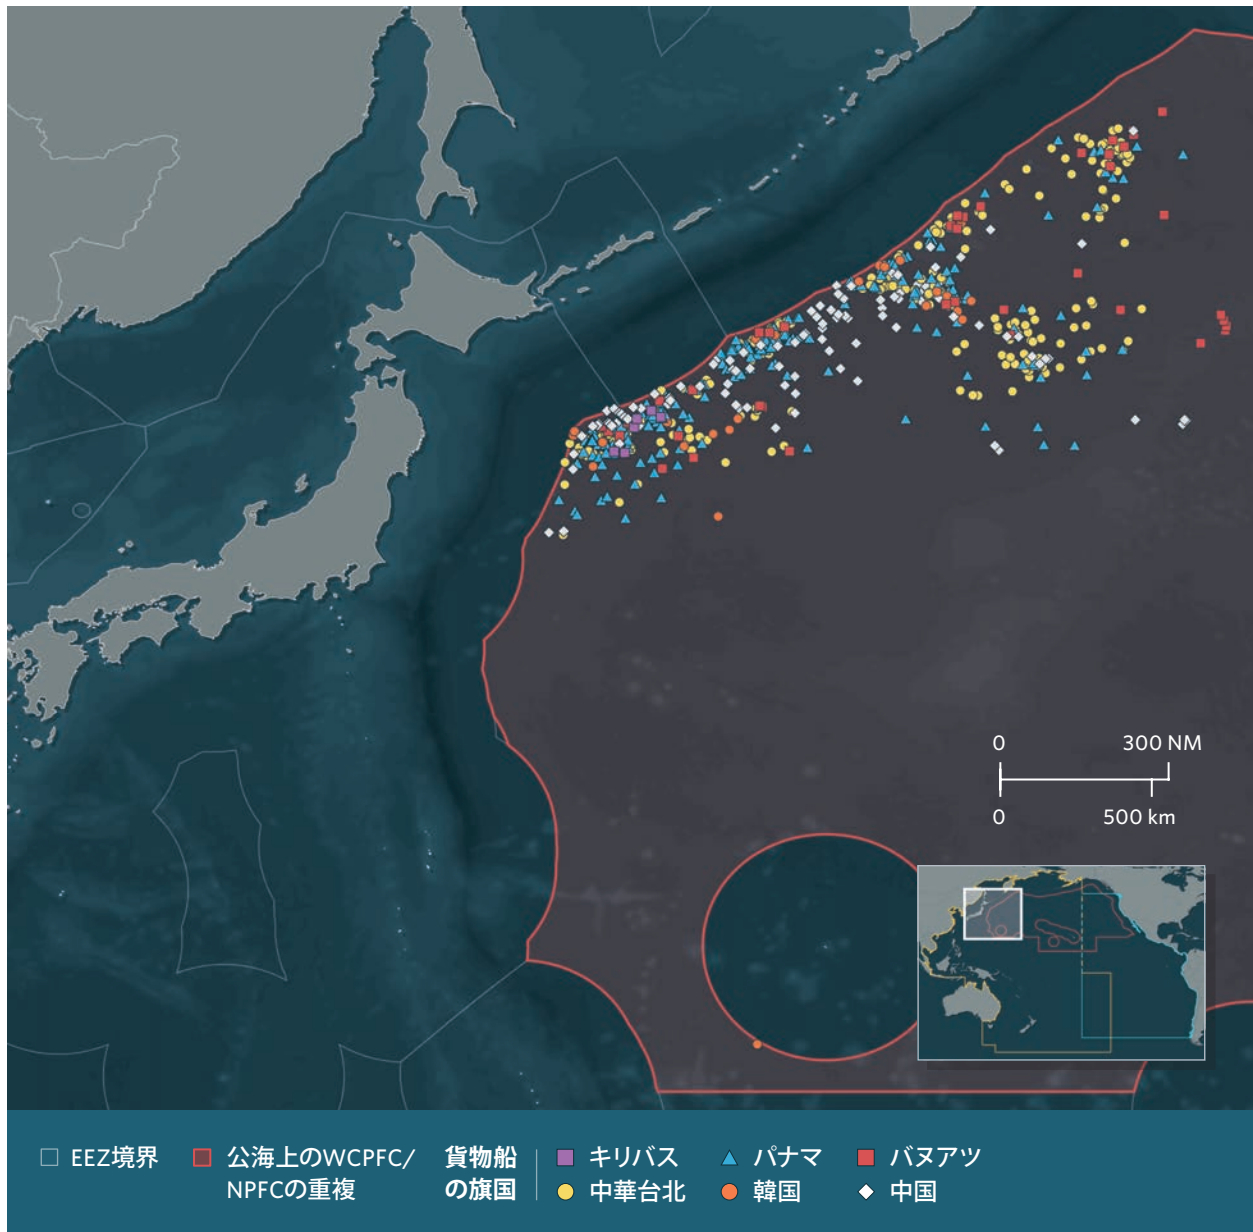 0 300 NM
0 500 km
EEZ境界
公海上のWCPFC/
NPFCの重複
貨物船
の旗国
キリバス
パナマ
バヌアツ
中華台北
韓国
中国